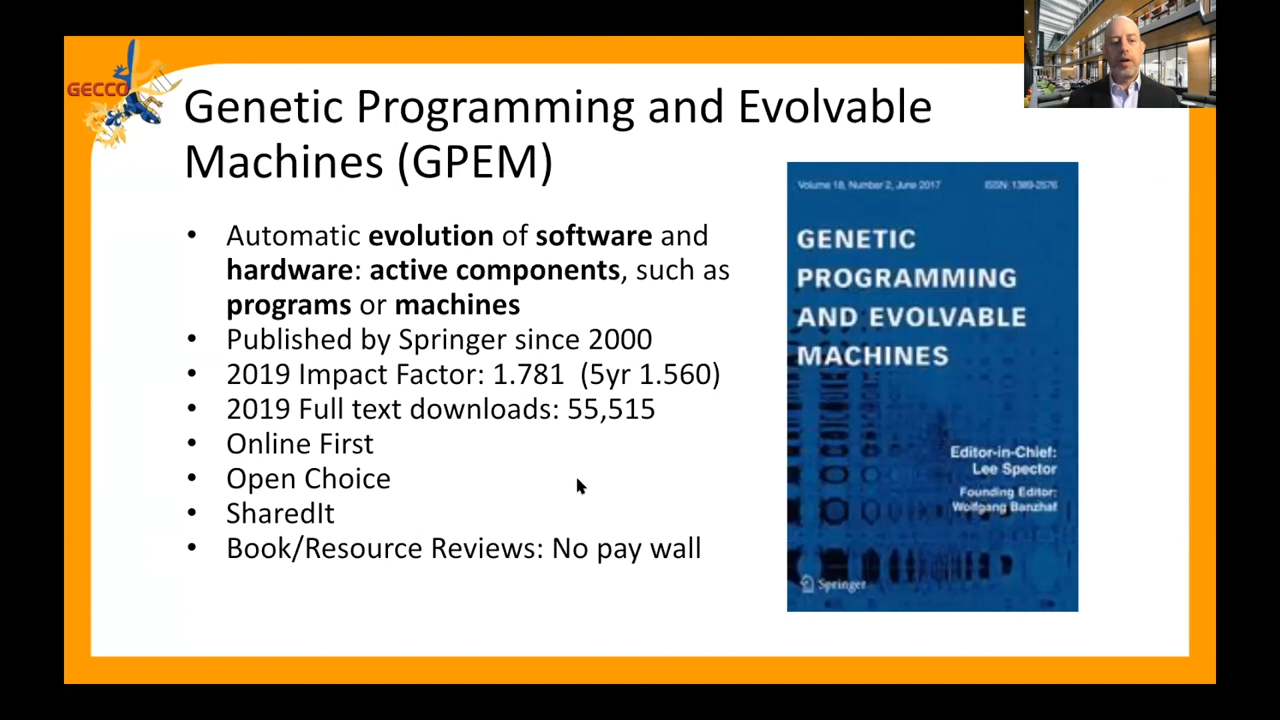 GECCO
Genetic Programming and Evolvable
Machines (GPEM)
• Automatic evolution of software and
hardware: active components, such as
programs or machines
• Published by Springer since 2000
• 2019 Impact Factor: 1.781 (5yr 1.560)
• 2019 Full text downloads: 55,515
• Online First
• Open Choice
• SharedIt
• Book/Resource Reviews: No pay wall
Volume 18, Number 2, June 2017 ISSN: 1389-2576
GENETIC
PROGRAMMING
AND EVOLVABLE
MACHINES
Editor-in-Chief:
Lee Spector
Founding Editor:
Wolfgang Banzhaf
Springer